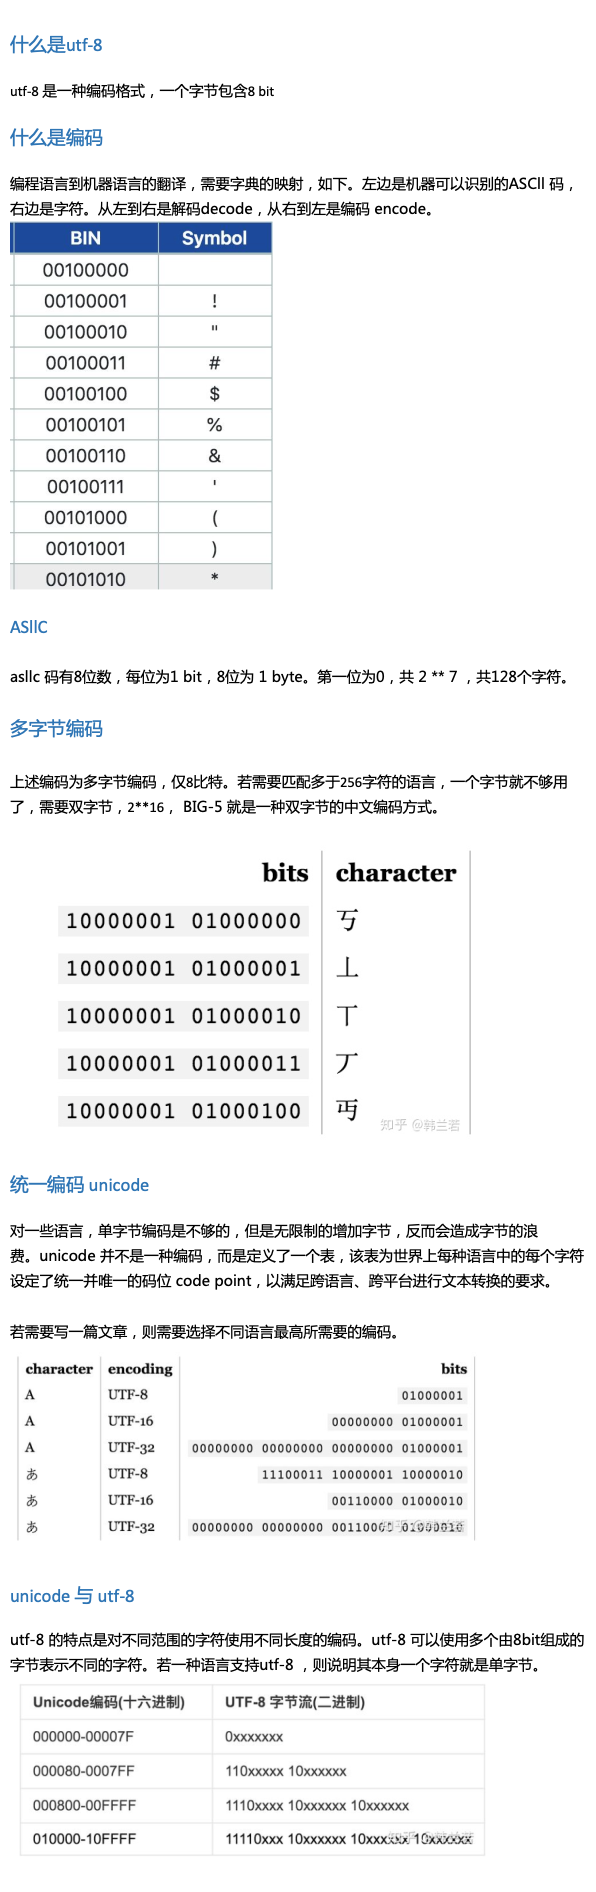 什么是utf-8
utf-8 是一种编码格式，一个字节包含8 bit
什么是编码
编程语言到机器语言的翻译，需要字典的映射，如下。左边是机器可以识别的ASCll 码，
右边是字符。从左到右是解码decode，从右到左是编码 encode。
BIN Symbol
00100000
00100001 !
00100010 "
00100011 #
00100100 $
00100101 %
00100110 &
00100111 '
00101000 (
00101001 )
00101010 *
ASllC
asllc 码有8位数，每位为1 bit，8位为 1 byte。第一位为0，共 2 ** 7 ，共128个字符。
多字节编码
上述编码为多字节编码，仅8比特。若需要匹配多于256字符的语言，一个字节就不够用
了，需要双字节，2**16， BIG-5 就是一种双字节的中文编码方式。
bits character
10000001 01000000 丂
10000001 01000001 丄
10000001 01000010 丅
10000001 01000011 丆
10000001 01000100 丏
知乎 @韩兰若
统一编码 unicode
对一些语言，单字节编码是不够的，但是无限制的增加字节，反而会造成字节的浪
费。unicode 并不是一种编码，而是定义了一个表，该表为世界上每种语言中的每个字符
设定了统一并唯一的码位 code point，以满足跨语言、跨平台进行文本转换的要求。
若需要写一篇文章，则需要选择不同语言最高所需要的编码。
character encoding bits
A UTF-8 01000001
A UTF-16 00000000 01000001
A UTF-32 00000000 00000000 00000000 01000001
あ UTF-8 11100011 10000001 10000010
あ UTF-16 00110000 01000010
あ UTF-32 00000000 00000000 00110000 01000010
unicode 与 utf-8
utf-8 的特点是对不同范围的字符使用不同长度的编码。utf-8 可以使用多个由8bit组成的
字节表示不同的字符。若一种语言支持utf-8 ，则说明其本身一个字符就是单字节。
Unicode编码(十六进制) UTF-8 字节流(二进制)
000000-00007F 0xxxxxxx
000080-0007FF 110xxxxx 10xxxxxx
000800-00FFFF 1110xxxx 10xxxxxx 10xxxxxx
010000-10FFFF 11110xxx 10xxxxxx 10xxxxxx 10xxxxxx